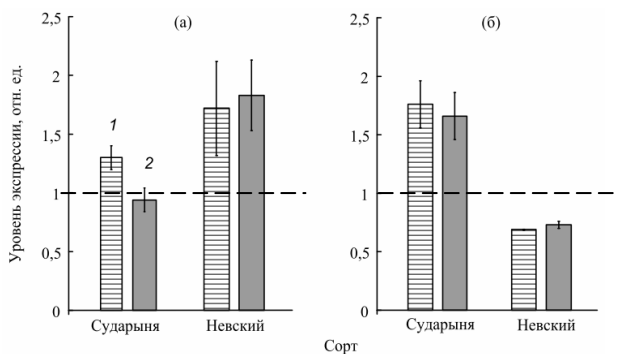 (а)
(б)
Уровень экспрессии, отн. ед.
2,5
2
1,5
1
0,5
0
2,5
2
1,5
1
0,5
0
1
2
Сударыня
Невский
Сударыня
Невский
Сорт